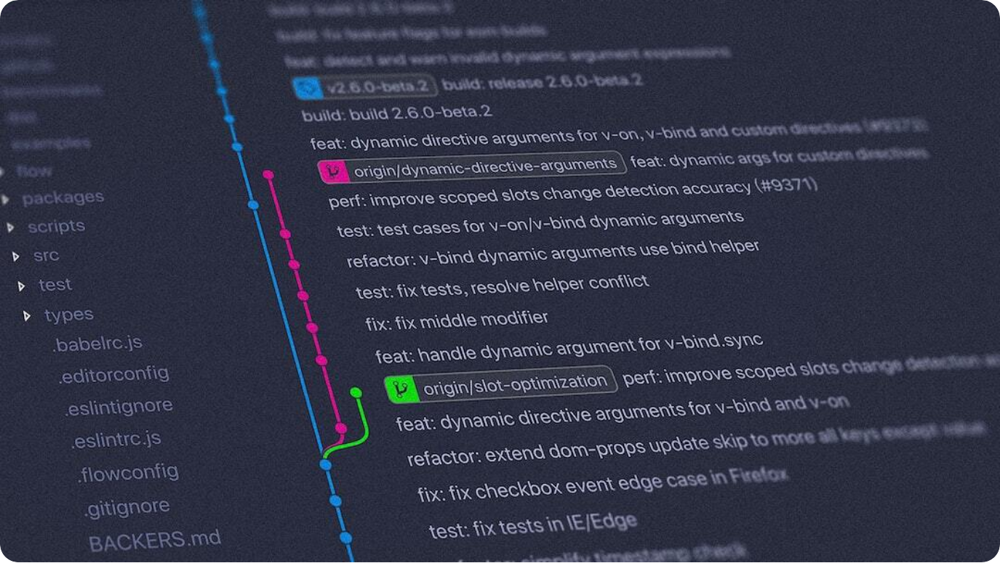 build: fix feature flags for esm builds
feat: detect and warn invalid dynamic argument expressions
v2.6.0-beta.2 build: release 2.6.0-beta.2
build: build 2.6.0-beta.2
feat: dynamic directive arguments for v-on, v-bind and custom directives (#9373)
origin/dynamic-directive-arguments feat: dynamic args for custom directives
perf: improve scoped slots change detection accuracy (#9371)
test: test cases for v-on/v-bind dynamic arguments
refactor: v-bind dynamic arguments use bind helper
test: fix tests, resolve helper conflict
fix: fix middle modifier
feat: handle dynamic argument for v-bind.sync
origin/slot-optimization perf: improve scoped slots change detection
feat: dynamic directive arguments for v-bind and v-on
refactor: extend dom-props update skip to more all keys except value
fix: fix checkbox event edge case in Firefox
test: fix tests in IE/Edge
simplify timestamp check
examples
flow
packages
scripts
src
test
types
.babelrc.js
.editorconfig
.eslintignore
.eslintrc.js
.flowconfig
.gitignore
BACKERS.md